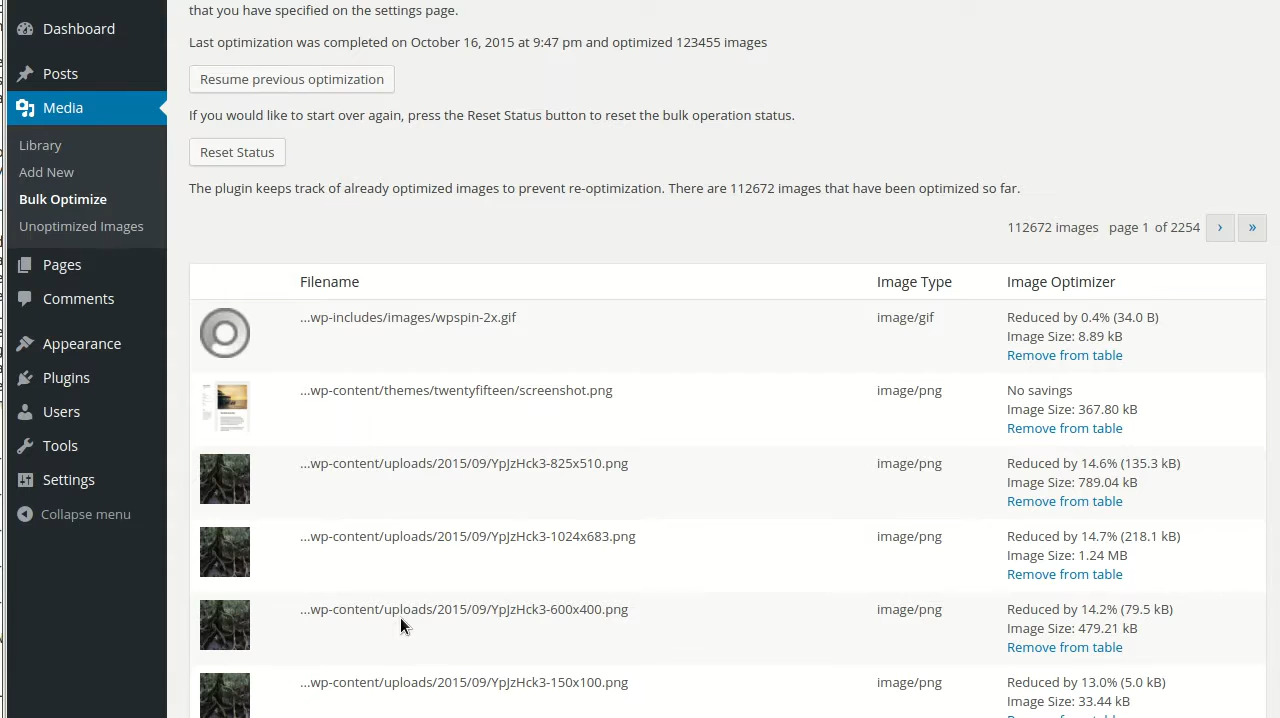 Dashboard
Posts
Media
Library
Add New
Bulk Optimize
Unoptimized Images
Pages
Comments
Appearance
Plugins
Users
Tools
Settings
Collapse menu
that you have specified on the settings page.
Last optimization was completed on October 16, 2015 at 9:47 pm and optimized 123455 images
Resume previous optimization
If you would like to start over again, press the Reset Status button to reset the bulk operation status.
Reset Status
The plugin keeps track of already optimized images to prevent re-optimization. There are 112672 images that have been optimized so far.
112672 images page 1 of 2254 › »
Filename Image Type Image Optimizer
...wp-includes/images/wpspin-2x.gif image/gif Reduced by 0.4% (34.0 B)
Image Size: 8.89 kB
Remove from table
...wp-content/themes/twentyfifteen/screenshot.png image/png No savings
Image Size: 367.80 kB
Remove from table
...wp-content/uploads/2015/09/YpJzHck3-825x510.png image/png Reduced by 14.6% (135.3 kB)
Image Size: 789.04 kB
Remove from table
...wp-content/uploads/2015/09/YpJzHck3-1024x683.png image/png Reduced by 14.7% (218.1 kB)
Image Size: 1.24 MB
Remove from table
...wp-content/uploads/2015/09/YpJzHck3-600x400.png image/png Reduced by 14.2% (79.5 kB)
Image Size: 479.21 kB
Remove from table
...wp-content/uploads/2015/09/YpJzHck3-150x100.png image/png Reduced by 13.0% (5.0 kB)
Image Size: 33.44 kB